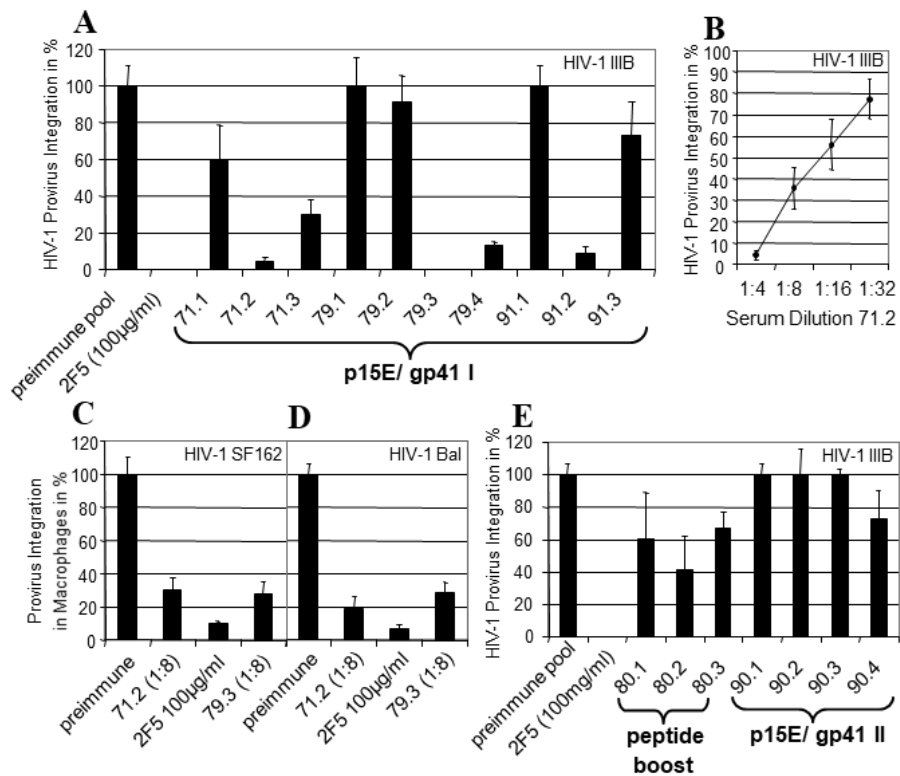 A
HIV-1 Provirus Integration in %
120
100
80
60
40
20
0
HIV-1 IIIB
preimmune pool
2F5 (100µg/ml)
71.1
71.2
71.3
79.1
79.2
79.3
79.4
91.1
91.2
91.3
p15E/ gp41 I
B
HIV-1 Provirus Integration in %
100
90
80
70
60
50
40
30
20
10
0
HIV-1 IIIB
1:4 1:8 1:16 1:32
Serum Dilution 71.2
C
Provirus Integration
in Macrophages in %
120
100
80
60
40
20
0
HIV-1 SF162
preimmune
71.2 (1:8)
2F5 100µg/ml
79.3 (1:8)
D
HIV-1 Bal
preimmune
71.2 (1:8)
2F5 100µg/ml
79.3 (1:8)
E
HIV-1 Provirus Integration in %
120
100
80
60
40
20
0
HIV-1 IIIB
preimmune pool
2F5 (100mg/ml)
80.1
80.2
80.3
90.1
90.2
90.3
90.4
peptide
boost
p15E/ gp41 II